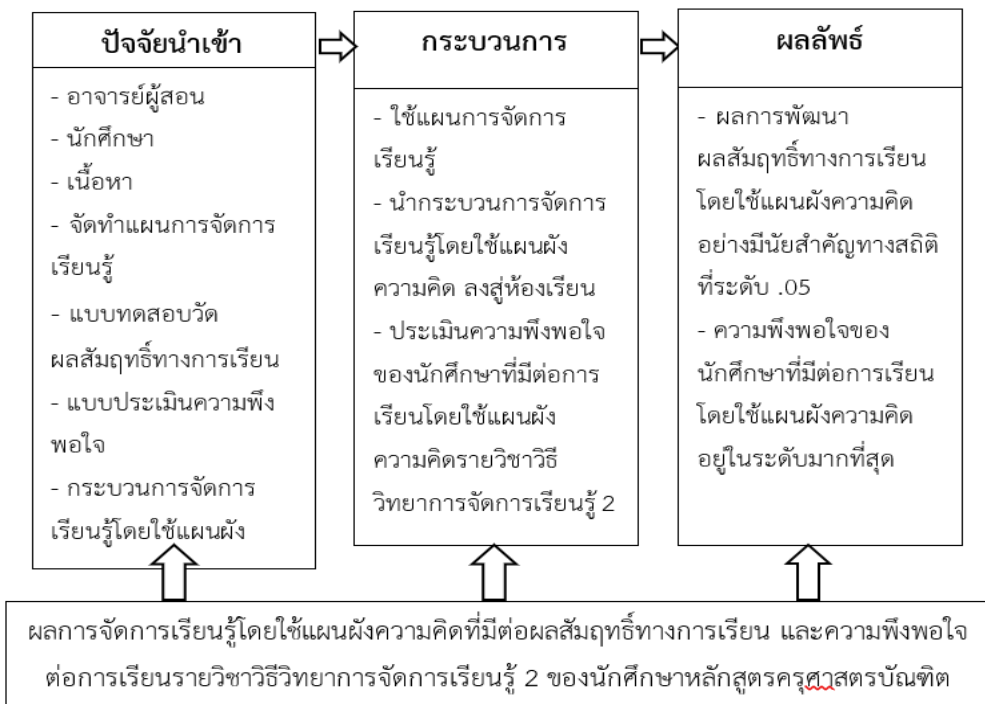 ปัจจัยนำเข้า
- อาจารย์ผู้สอน
- นักศึกษา
- เนื้อหา
- จัดทำแผนการจัดการ
เรียนรู้
- แบบทดสอบวัด
ผลสัมฤทธิ์ทางการเรียน
- แบบประเมินความพึง
พอใจ
- กระบวนการจัดการ
เรียนรู้โดยใช้แผนผัง
กระบวนการ
- ใช้แผนการจัดการ
เรียนรู้
- นำกระบวนการจัดการ
เรียนรู้โดยใช้แผนผัง
ความคิด ลงสู่ห้องเรียน
- ประเมินความพึงพอใจ
ของนักศึกษาที่มีต่อการ
เรียนโดยใช้แผนผัง
ความคิดรายวิชาวิธี
วิทยาการจัดการเรียนรู้ 2
ผลลัพธ์
- ผลการพัฒนา
ผลสัมฤทธิ์ทางการเรียน
โดยใช้แผนผังความคิด
อย่างมีนัยสำคัญทางสถิติ
ที่ระดับ .05
- ความพึงพอใจของ
นักศึกษาที่มีต่อการเรียน
โดยใช้แผนผังความคิด
อยู่ในระดับมากที่สุด
ผลการจัดการเรียนรู้โดยใช้แผนผังความคิดที่มีต่อผลสัมฤทธิ์ทางการเรียน และความพึงพอใจ
ต่อการเรียนรายวิชาวิธีวิทยาการจัดการเรียนรู้ 2 ของนักศึกษาหลักสูตรครุศาสตรบัณฑิต